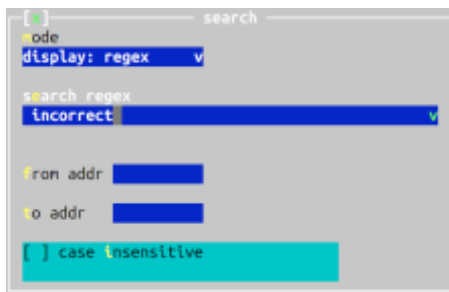 [x] search
mode
display: regex v
search regex
incorrect v
from addr
to addr
[ ] case insensitive